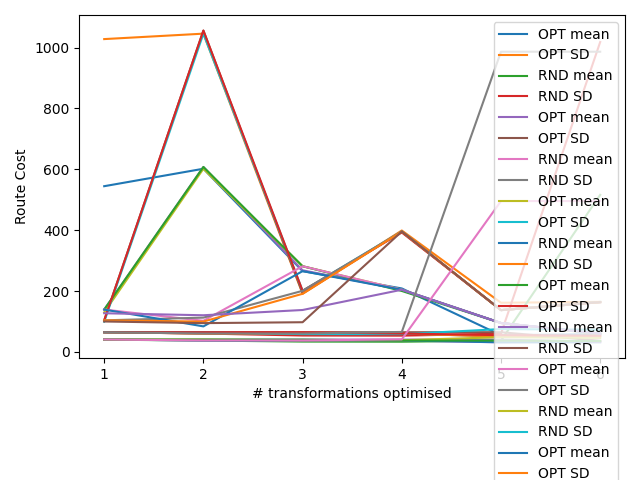 1000
800
600
400
200
0
Route Cost
1 2 3 4 5 6
# transformations optimised
OPT mean
OPT SD
RND mean
RND SD
OPT mean
OPT SD
RND mean
RND SD
OPT mean
OPT SD
RND mean
RND SD
OPT mean
OPT SD
RND mean
RND SD
OPT mean
OPT SD
RND mean
RND SD
OPT mean
OPT SD